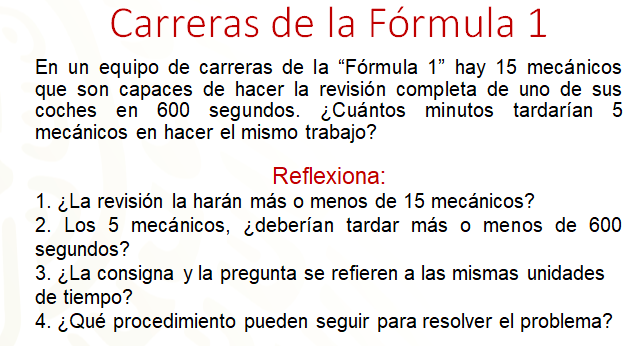 Carreras de la Fórmula 1
En un equipo de carreras de la “Fórmula 1” hay 15 mecánicos
que son capaces de hacer la revisión completa de uno de sus
coches en 600 segundos. ¿Cuántos minutos tardarían 5
mecánicos en hacer el mismo trabajo?
Reflexiona:
1. ¿La revisión la harán más o menos de 15 mecánicos?
2. Los 5 mecánicos, ¿deberían tardar más o menos de 600
segundos?
3. ¿La consigna y la pregunta se refieren a las mismas unidades
de tiempo?
4. ¿Qué procedimiento pueden seguir para resolver el problema?